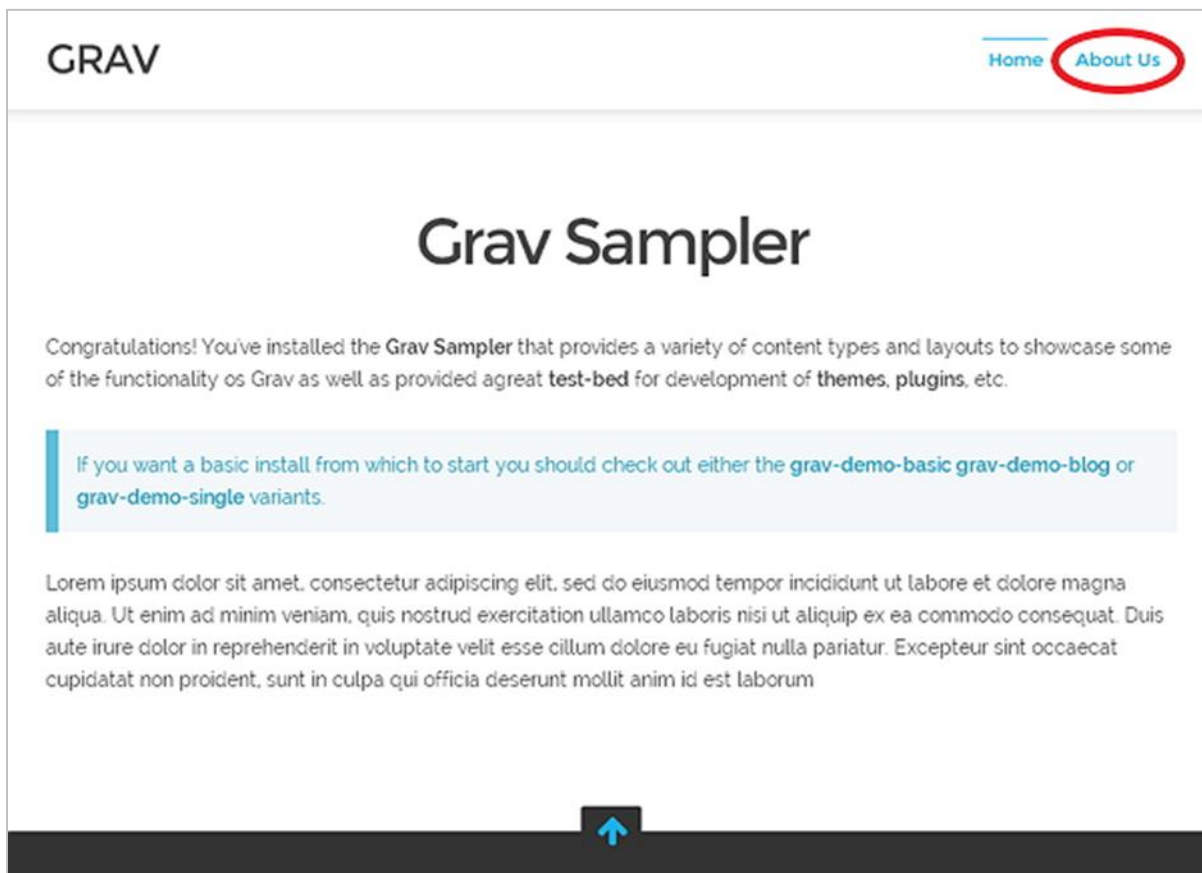 GRAV
Home About Us
Grav Sampler
Congratulations! You've installed the Grav Sampler that provides a variety of content types and layouts to showcase some
of the functionality os Grav as well as provided agreat test-bed for development of themes, plugins, etc.
If you want a basic install from which to start you should check out either the grav-demo-basic grav-demo-blog or
grav-demo-single variants.
Lorem ipsum dolor sit amet, consectetur adipiscing elit, sed do eiusmod tempor incididunt ut labore et dolore magna
aliqua. Ut enim ad minim veniam, quis nostrud exercitation ullamco laboris nisi ut aliquip ex ea commodo consequat. Duis
aute irure dolor in reprehenderit in voluptate velit esse cillum dolore eu fugiat nulla pariatur. Excepteur sint occaecat
cupidatat non proident, sunt in culpa qui officia deserunt mollit anim id est laborum